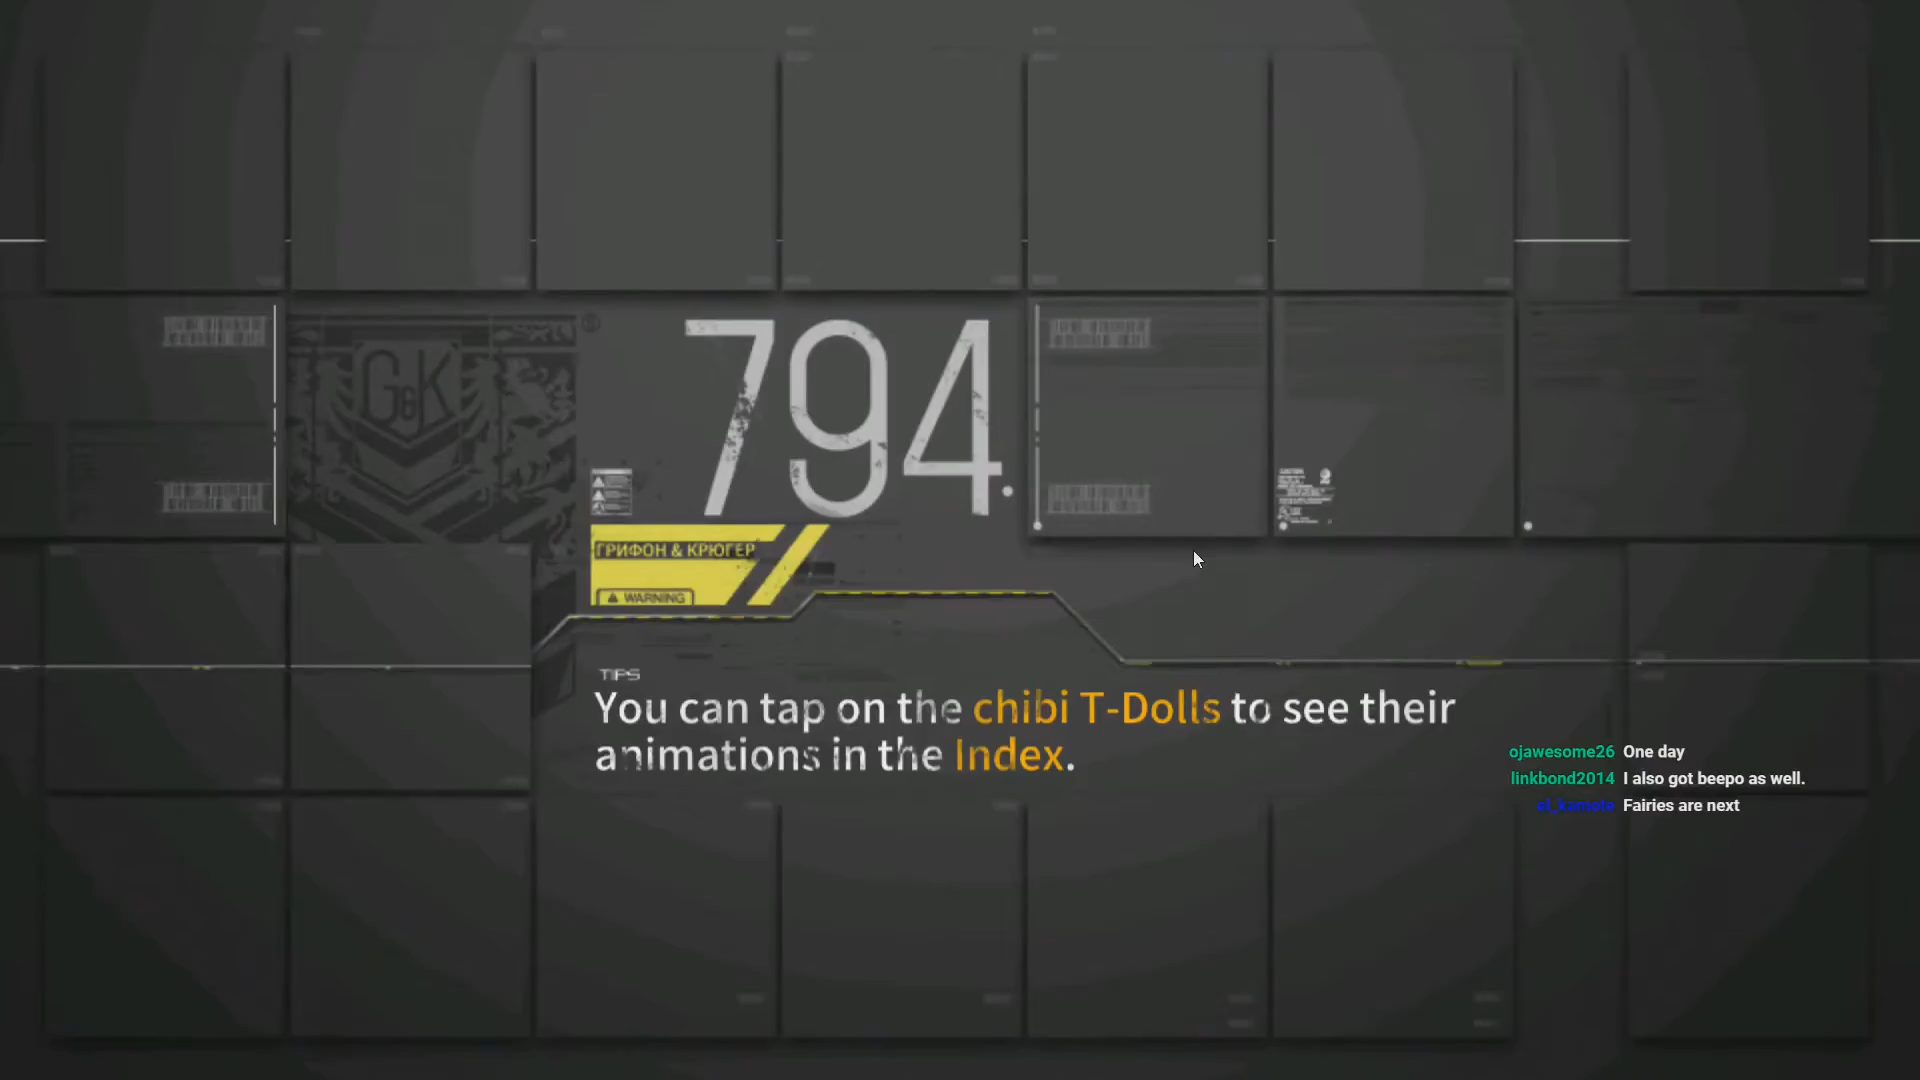 G&K
794.
ГРИФОН & КРЮГЕР
WARNING
TIPS
You can tap on the chibi T-Dolls to see their
animations in the Index.
ojawesome26 One day
linkbond2014 I also got beepo as well.
el_kamote Fairies are next